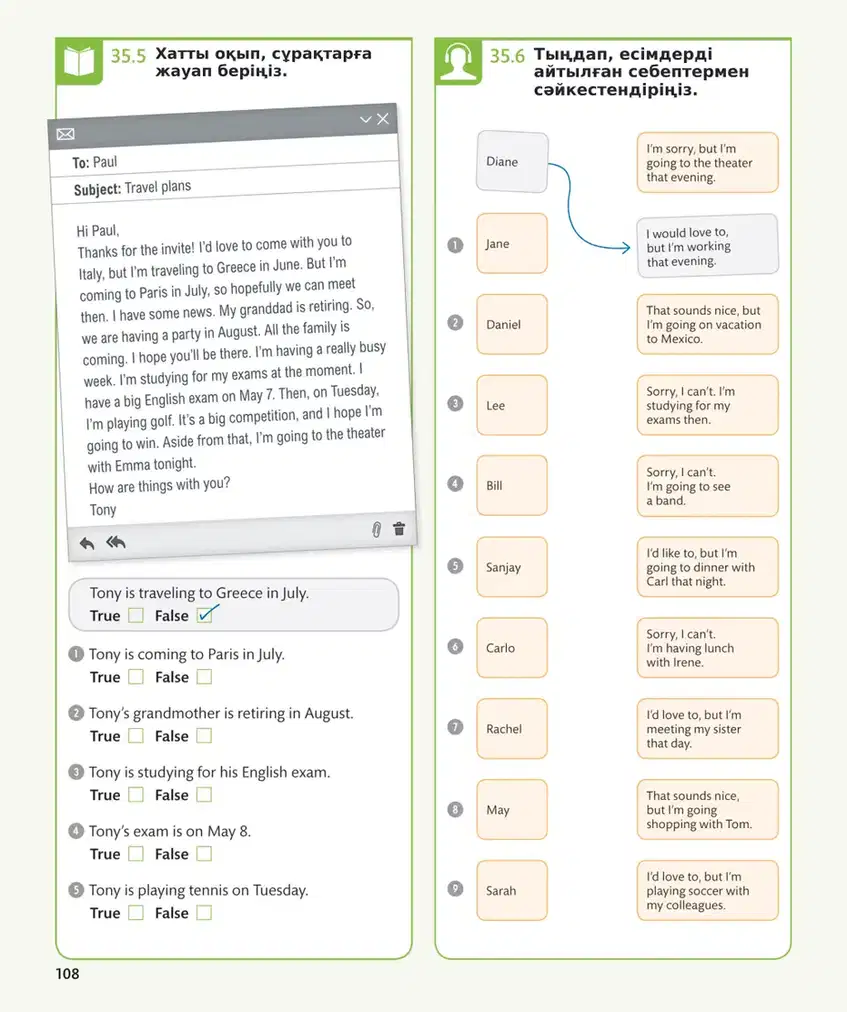 35.5 Хатты оқып, сұрақтарға
жауап беріңіз.
To: Paul
Subject: Travel plans
Hi Paul,
Thanks for the invite! I'd love to come with you to
Italy, but I'm traveling to Greece in June. But I'm
coming to Paris in July, so hopefully we can meet
then. I have some news. My granddad is retiring. So,
we are having a party in August. All the family is
coming. I hope you'll be there. I'm having a really busy
week. I'm studying for my exams at the moment. I
have a big English exam on May 7. Then, on Tuesday,
I'm playing golf. It's a big competition, and I hope I'm
going to win. Aside from that, I'm going to the theater
with Emma tonight.
How are things with you?
Tony
Tony is traveling to Greece in July.
True False
1 Tony is coming to Paris in July.
True False
2 Tony's grandmother is retiring in August.
True False
3 Tony is studying for his English exam.
True False
4 Tony's exam is on May 8.
True False
5 Tony is playing tennis on Tuesday.
True False
35.6 Тыңдап, есімдерді
айтылған себептермен
сәйкестендіріңіз.
Diane
1 Jane
2 Daniel
3 Lee
4 Bill
5 Sanjay
6 Carlo
7 Rachel
8 May
9 Sarah
I'm sorry, but I'm
going to the theater
that evening.
I would love to,
but I'm working
that evening.
That sounds nice, but
I'm going on vacation
to Mexico.
Sorry, I can't. I'm
studying for my
exams then.
Sorry, I can't.
I'm going to see
a band.
I'd like to, but I'm
going to dinner with
Carl that night.
Sorry, I can't.
I'm having lunch
with Irene.
I'd love to, but I'm
meeting my sister
that day.
That sounds nice,
but I'm going
shopping with Tom.
I'd love to, but I'm
playing soccer with
my colleagues.
108